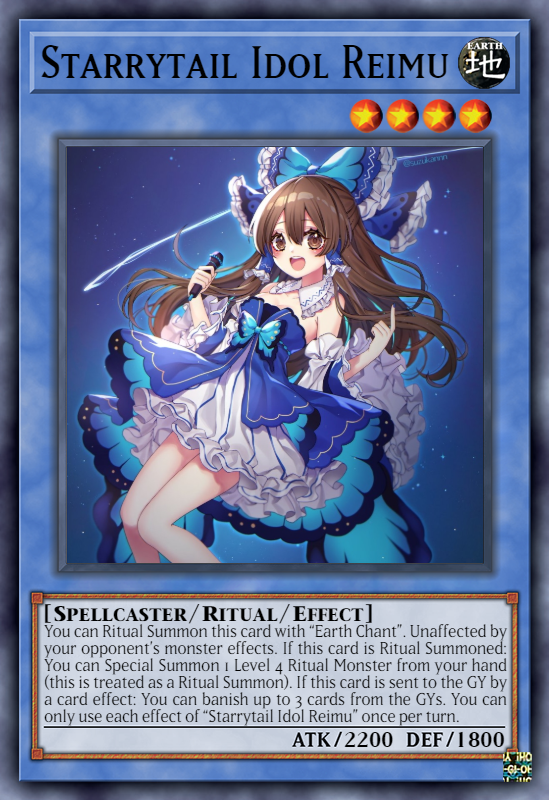 Starrytail Idol Reimu
EARTH
地
@suzukannn
[Spellcaster/Ritual/Effect]
You can Ritual Summon this card with “Earth Chant”. Unaffected by
your opponent’s monster effects. If this card is Ritual Summoned:
You can Special Summon 1 Level 4 Ritual Monster from your hand
(this is treated as a Ritual Summon). If this card is sent to the GY by
a card effect: You can banish up to 3 cards from the GYs. You can
only use each effect of “Starrytail Idol Reimu” once per turn.
ATK/2200 DEF/1800